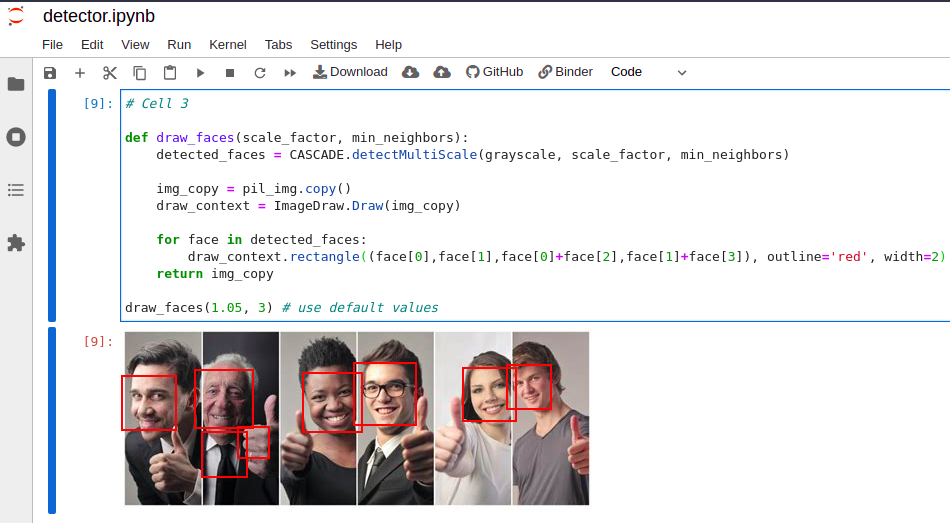 detector.ipynb
File Edit View Run Kernel Tabs Settings Help
Download GitHub Binder Code
[9]: # Cell 3
def draw_faces(scale_factor, min_neighbors):
detected_faces = CASCADE.detectMultiScale(grayscale, scale_factor, min_neighbors)
img_copy = pil_img.copy()
draw_context = ImageDraw.Draw(img_copy)
for face in detected_faces:
draw_context.rectangle((face[0],face[1],face[0]+face[2],face[1]+face[3]), outline='red', width=2)
return img_copy
draw_faces(1.05, 3) # use default values
[9]: